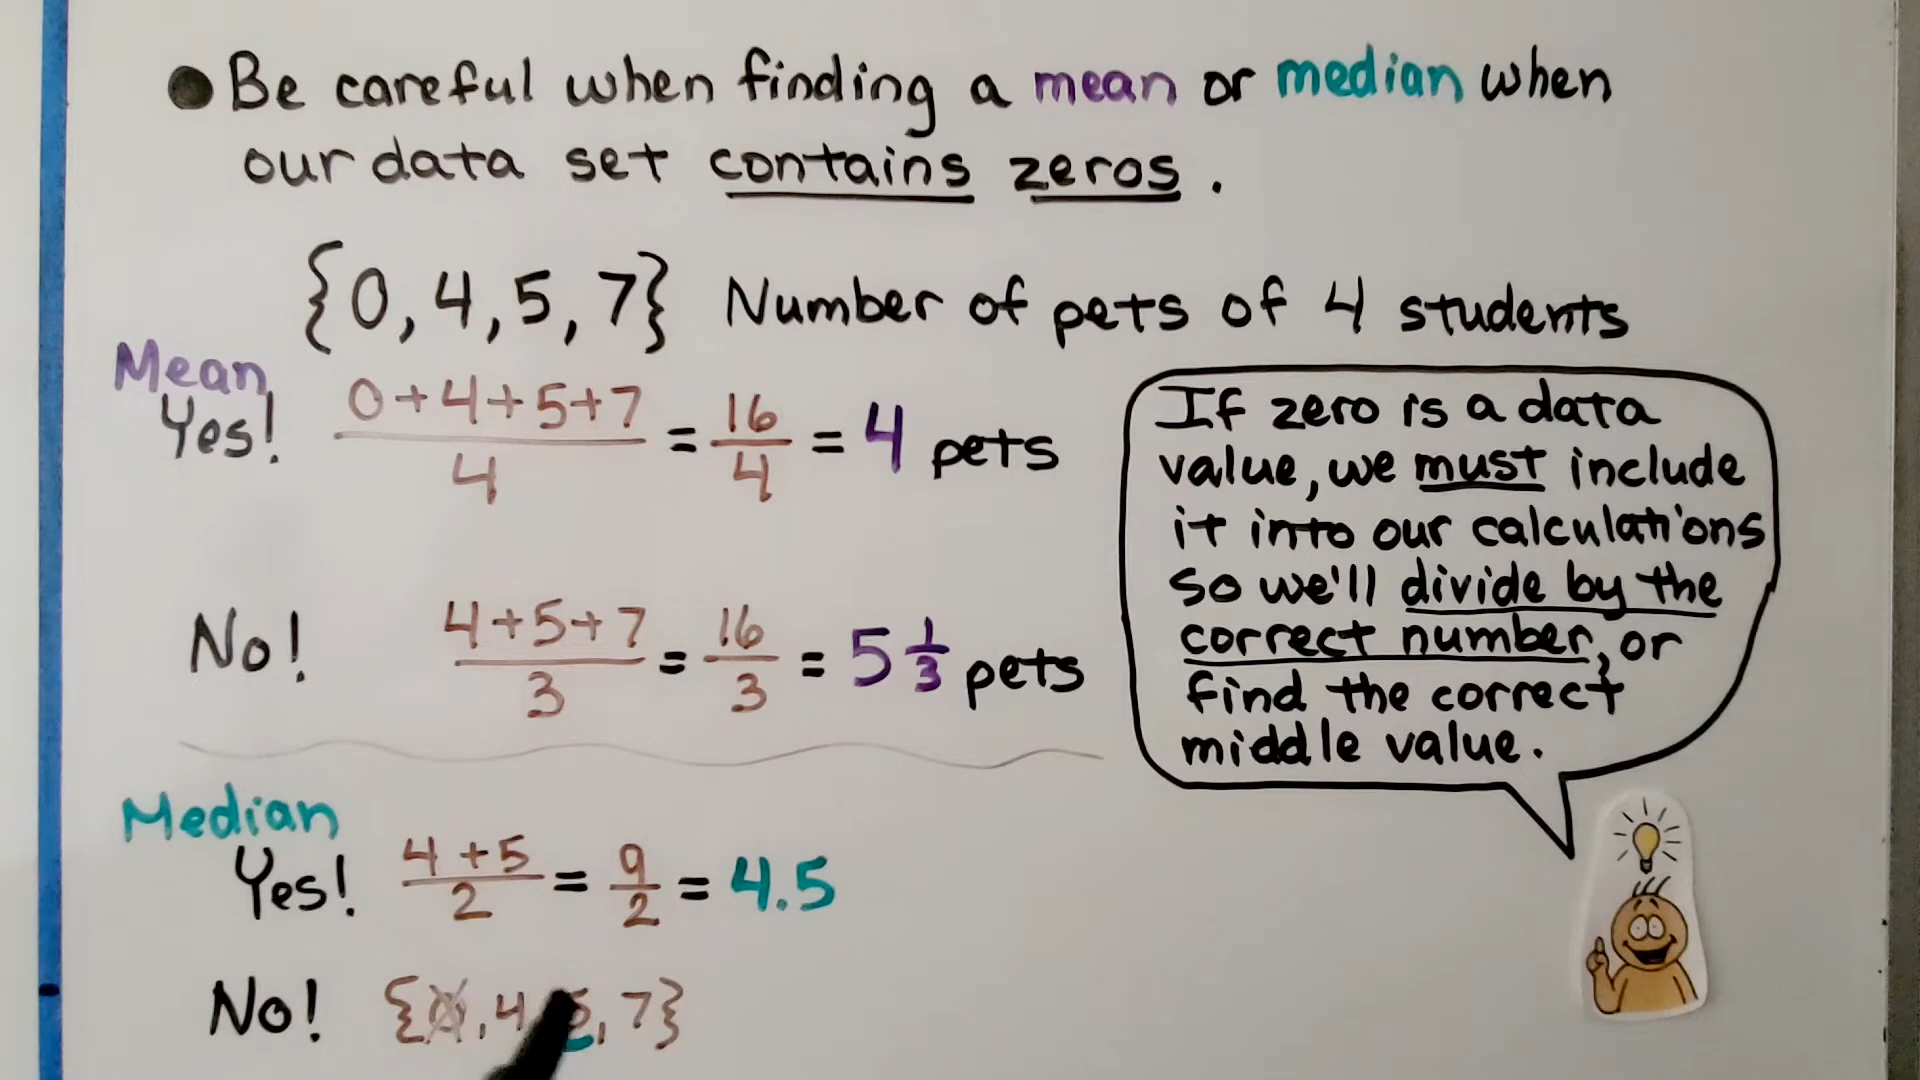 Be careful when finding a mean or median when
our data set contains zeros.
{0, 4, 5, 7} Number of pets of 4 students
Mean
Yes! 0+4+5+7/4 = 16/4 = 4 pets
No! 4+5+7/3 = 16/3 = 5 1/3 pets
If zero is a data
value, we must include
it into our calculations
so we'll divide by the
correct number, or
find the correct
middle value.
Median
Yes! 4+5/2 = 9/2 = 4.5
No! {0, 4, 5, 7}